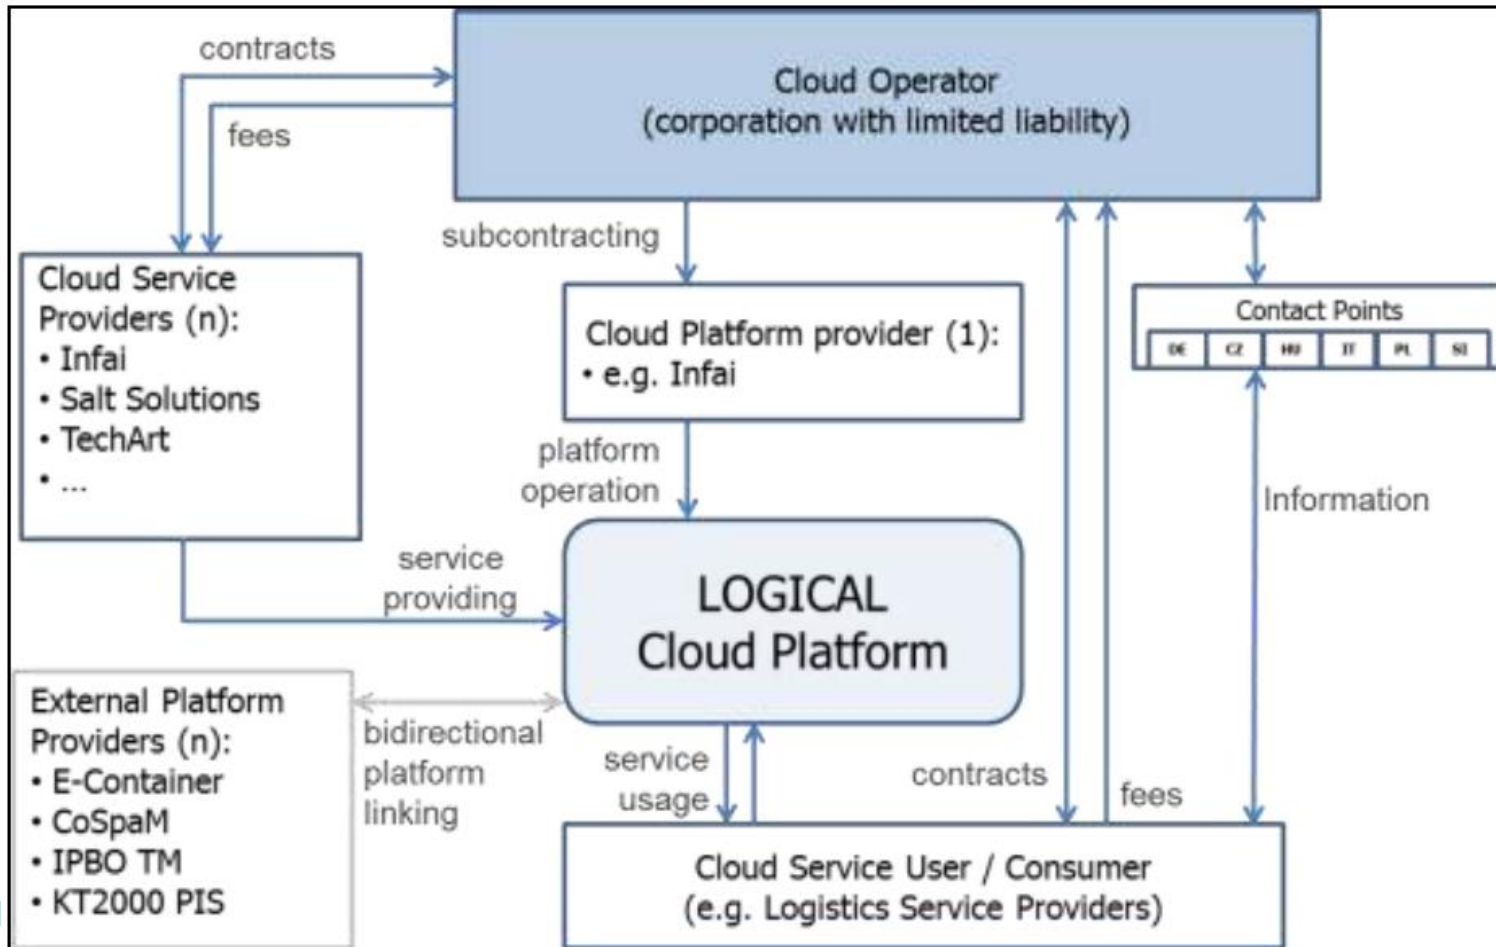 contracts
Cloud Operator
(corporation with limited liability)
fees
subcontracting
Cloud Service
Providers (n):
• Infai
• Salt Solutions
• TechArt
• ...
Cloud Platform provider (1):
• e.g. Infai
Contact Points
DE CZ HU IT PL SI
platform
operation
Information
service
providing
LOGICAL
Cloud Platform
External Platform
Providers (n):
• E-Container
• CoSpaM
• IPBO TM
• KT2000 PIS
bidirectional
platform
linking
service
usage
contracts
fees
Cloud Service User / Consumer
(e.g. Logistics Service Providers)